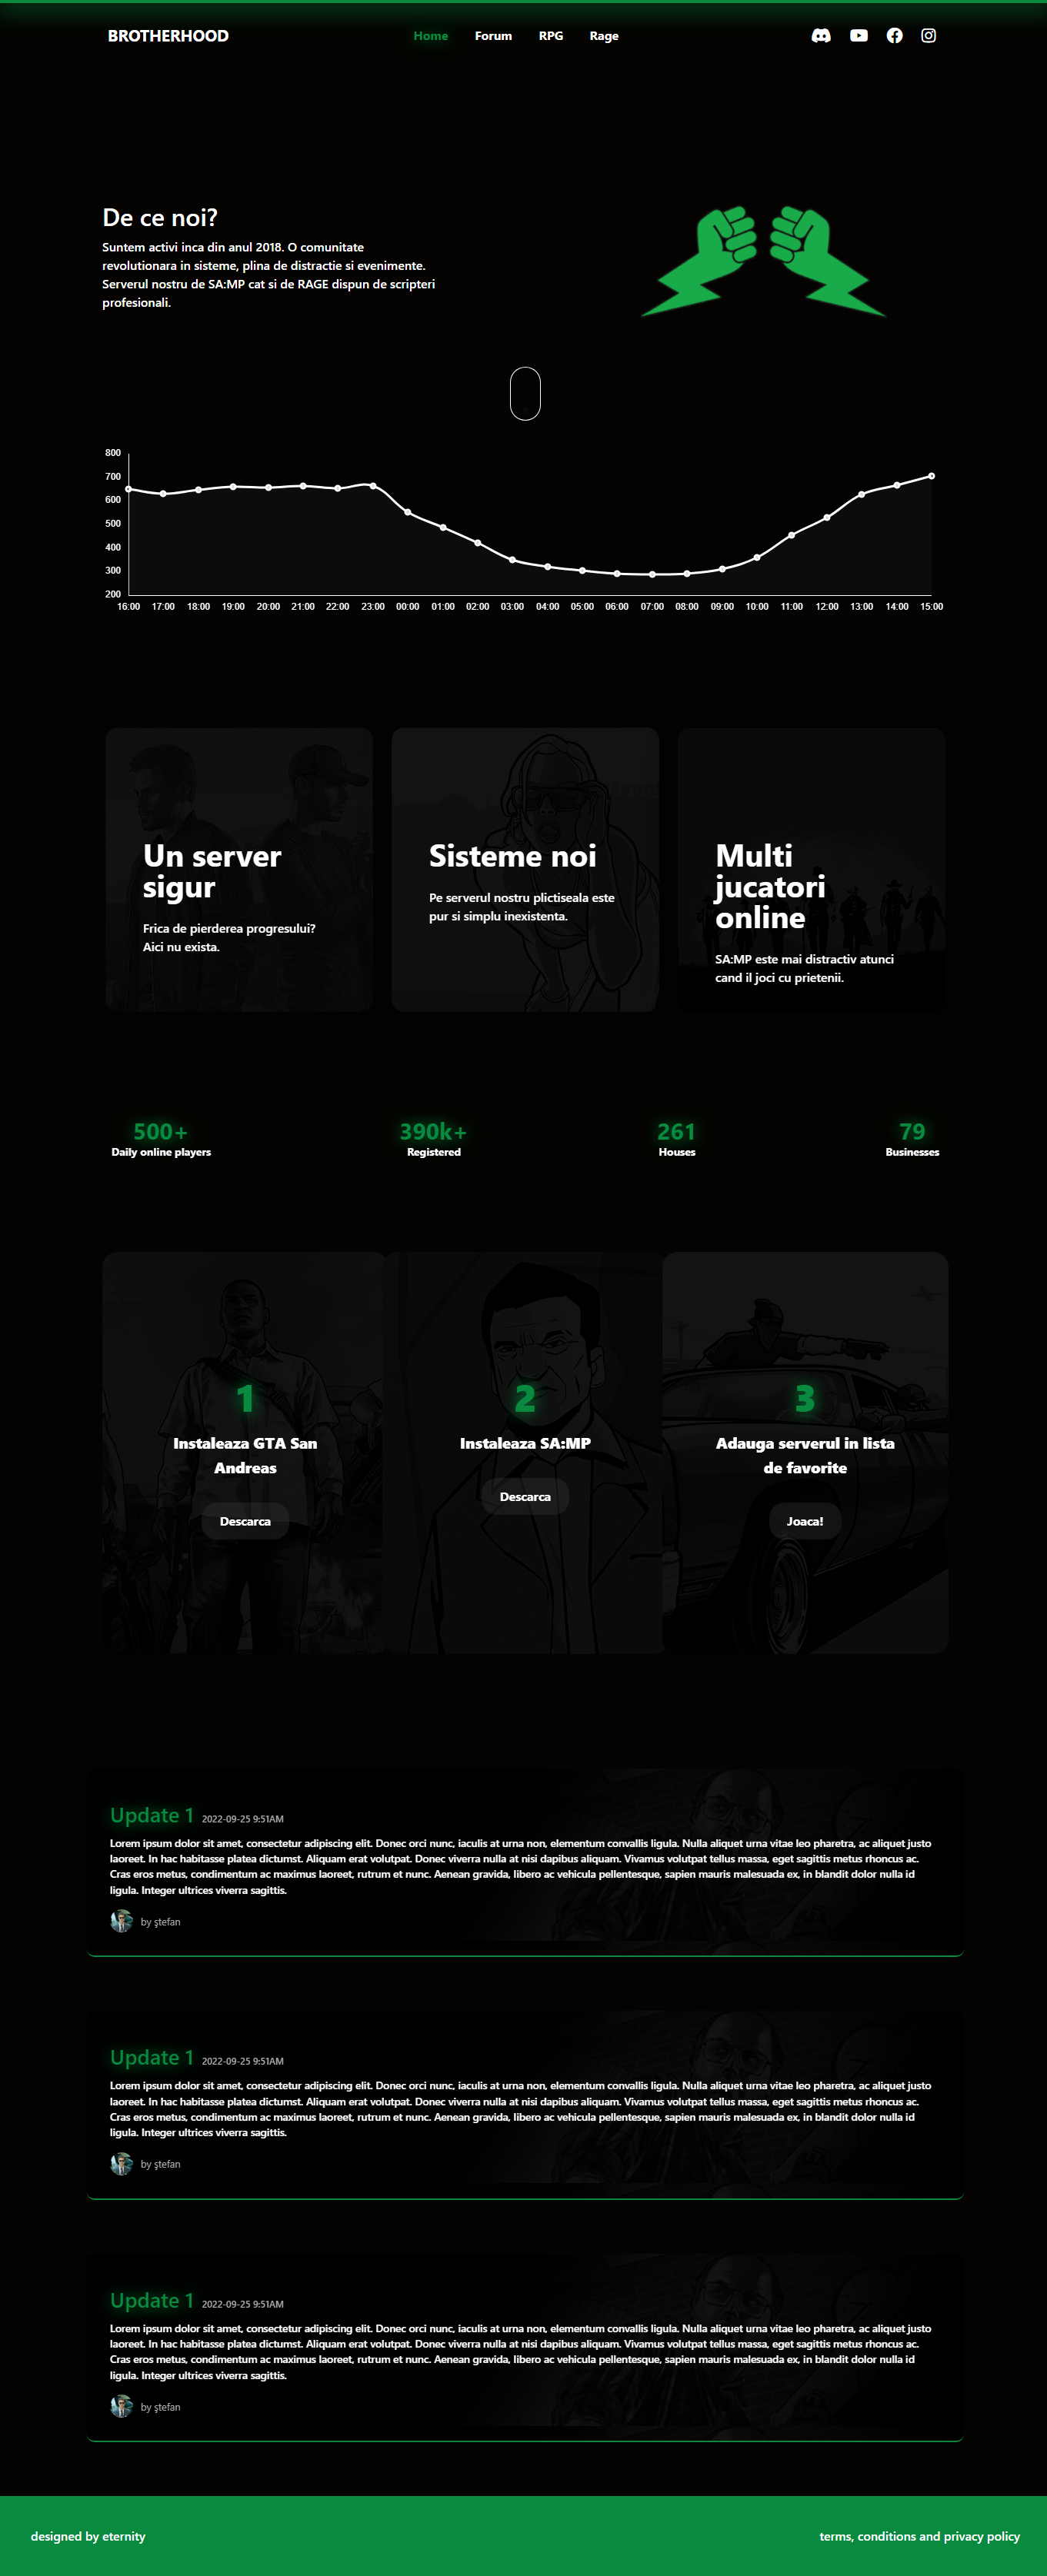 BROTHERHOOD
Home Forum RPG Rage
De ce noi?
Suntem activi inca din anul 2018. O comunitate
revolutionara in sisteme, plina de distractie si evenimente.
Serverul nostru de SA:MP cat si de RAGE dispun de scripteri
profesionali.
800
700
600
500
400
300
200
16:00 17:00 18:00 19:00 20:00 21:00 22:00 23:00 00:00 01:00 02:00 03:00 04:00 05:00 06:00 07:00 08:00 09:00 10:00 11:00 12:00 13:00 14:00 15:00
Un server
sigur
Frica de pierderea progresului?
Aici nu exista.
Sisteme noi
Pe serverul nostru plictiseala este
pur si simplu inexistenta.
Multi
jucatori
online
SA:MP este mai distractiv atunci
cand il joci cu prietenii.
500+
Daily online players
390k+
Registered
261
Houses
79
Businesses
1
Instaleaza GTA San
Andreas
Descarca
2
Instaleaza SA:MP
Descarca
3
Adauga serverul in lista
de favorite
Joaca!
Update 1 2022-09-25 9:51AM
Lorem ipsum dolor sit amet, consectetur adipiscing elit. Donec orci nunc, iaculis at urna non, elementum convallis ligula. Nulla aliquet urna vitae leo pharetra, ac aliquet justo
laoreet. In hac habitasse platea dictumst. Aliquam erat volutpat. Donec viverra nulla at nisi dapibus aliquam. Vivamus volutpat tellus massa, eget sagittis metus rhoncus ac.
Cras eros metus, condimentum ac maximus laoreet, rutrum et nunc. Aenean gravida, libero ac vehicula pellentesque, sapien mauris malesuada ex, in blandit dolor nulla id
ligula. Integer ultrices viverra sagittis.
by ştefan
Update 1 2022-09-25 9:51AM
Lorem ipsum dolor sit amet, consectetur adipiscing elit. Donec orci nunc, iaculis at urna non, elementum convallis ligula. Nulla aliquet urna vitae leo pharetra, ac aliquet justo
laoreet. In hac habitasse platea dictumst. Aliquam erat volutpat. Donec viverra nulla at nisi dapibus aliquam. Vivamus volutpat tellus massa, eget sagittis metus rhoncus ac.
Cras eros metus, condimentum ac maximus laoreet, rutrum et nunc. Aenean gravida, libero ac vehicula pellentesque, sapien mauris malesuada ex, in blandit dolor nulla id
ligula. Integer ultrices viverra sagittis.
by ştefan
Update 1 2022-09-25 9:51AM
Lorem ipsum dolor sit amet, consectetur adipiscing elit. Donec orci nunc, iaculis at urna non, elementum convallis ligula. Nulla aliquet urna vitae leo pharetra, ac aliquet justo
laoreet. In hac habitasse platea dictumst. Aliquam erat volutpat. Donec viverra nulla at nisi dapibus aliquam. Vivamus volutpat tellus massa, eget sagittis metus rhoncus ac.
Cras eros metus, condimentum ac maximus laoreet, rutrum et nunc. Aenean gravida, libero ac vehicula pellentesque, sapien mauris malesuada ex, in blandit dolor nulla id
ligula. Integer ultrices viverra sagittis.
by ştefan
designed by eternity
terms, conditions and privacy policy